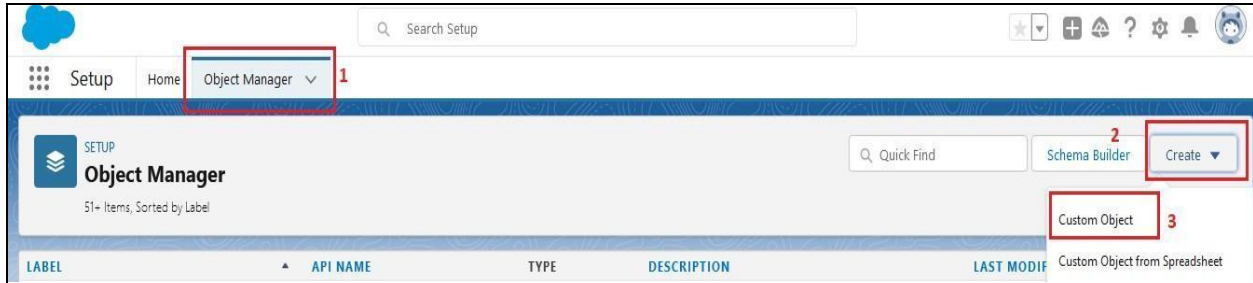 Search Setup
Setup Home Object Manager 1
SETUP
Object Manager
51+ Items, Sorted by Label
Quick Find
Schema Builder
2
Create
Custom Object 3
Custom Object from Spreadsheet
LABEL API NAME TYPE DESCRIPTION LAST MODIF